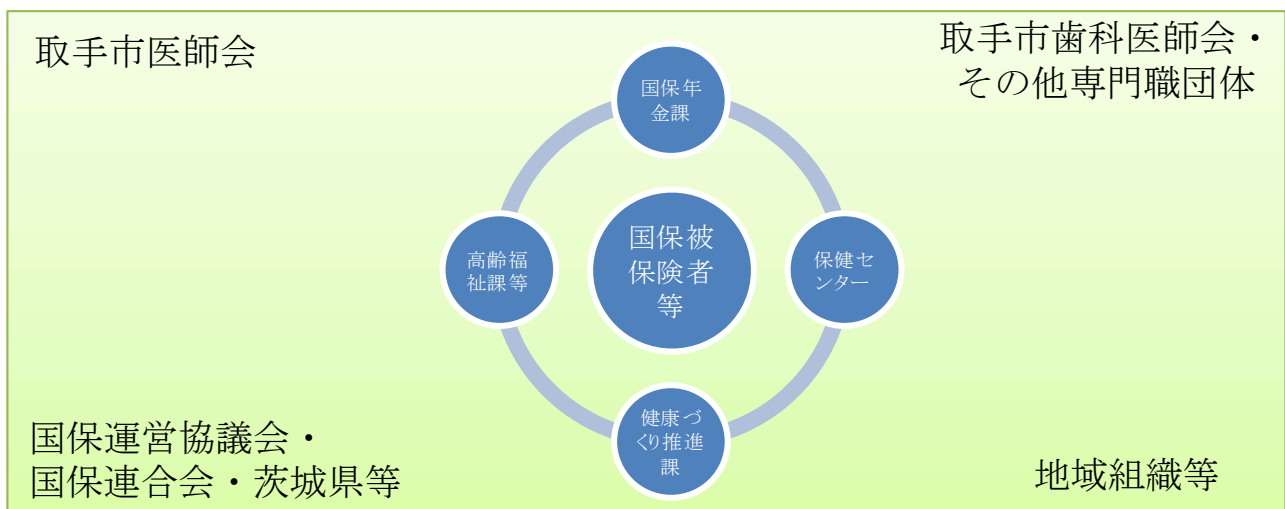 取手市医師会
取手市歯科医師会・
その他専門職団体
国保年
金課
高齢福
祉課等
国保被
保険者
等
保健セ
ンター
健康づ
くり推進
課
国保運営協議会・
国保連合会・茨城県等
地域組織等